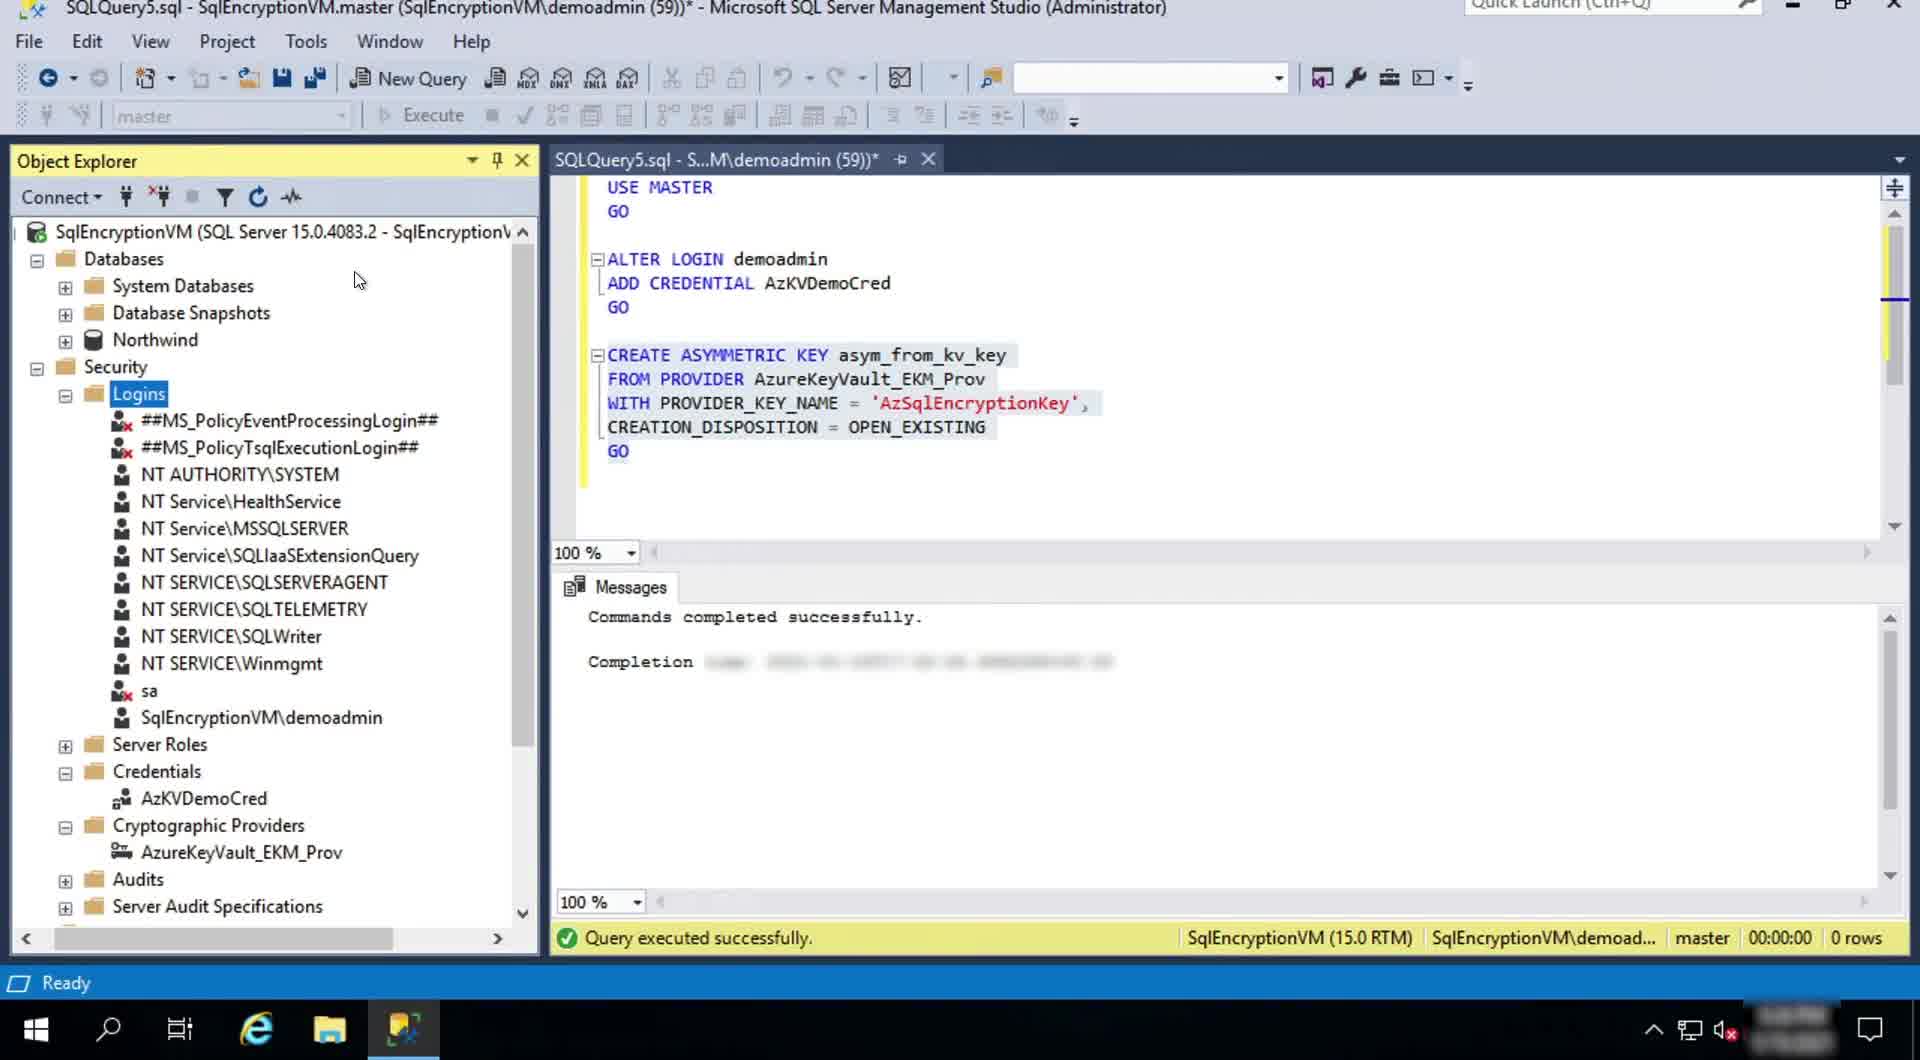 SQLQuery5.sql - SqlEncryptionVM.master (SqlEncryptionVM\demoadmin (59))* - Microsoft SQL Server Management Studio (Administrator)
Quick Launch (Ctrl+Q)
File Edit View Project Tools Window Help
New Query
MDX DMX XMLA DAX
master
Execute
Object Explorer
SQLQuery5.sql - S...M\demoadmin (59))*
Connect
SqlEncryptionVM (SQL Server 15.0.4083.2 - SqlEncryptionV
Databases
System Databases
Database Snapshots
Northwind
Security
Logins
##MS_PolicyEventProcessingLogin##
##MS_PolicyTsqlExecutionLogin##
NT AUTHORITY\SYSTEM
NT Service\HealthService
NT Service\MSSQLSERVER
NT Service\SQLIaaSExtensionQuery
NT SERVICE\SQLSERVERAGENT
NT SERVICE\SQLTELEMETRY
NT SERVICE\SQLWriter
NT SERVICE\Winmgmt
sa
SqlEncryptionVM\demoadmin
Server Roles
Credentials
AzKVDemoCred
Cryptographic Providers
AzureKeyVault_EKM_Prov
Audits
Server Audit Specifications
USE MASTER
GO
ALTER LOGIN demoadmin
ADD CREDENTIAL AzKVDemoCred
GO
CREATE ASYMMETRIC KEY asym_from_kv_key
FROM PROVIDER AzureKeyVault_EKM_Prov
WITH PROVIDER_KEY_NAME = 'AzSqlEncryptionKey',
CREATION_DISPOSITION = OPEN_EXISTING
GO
100 %
Messages
Commands completed successfully.
Completion
100 %
Query executed successfully.
SqlEncryptionVM (15.0 RTM)
SqlEncryptionVM\demoad...
master
00:00:00
0 rows
Ready